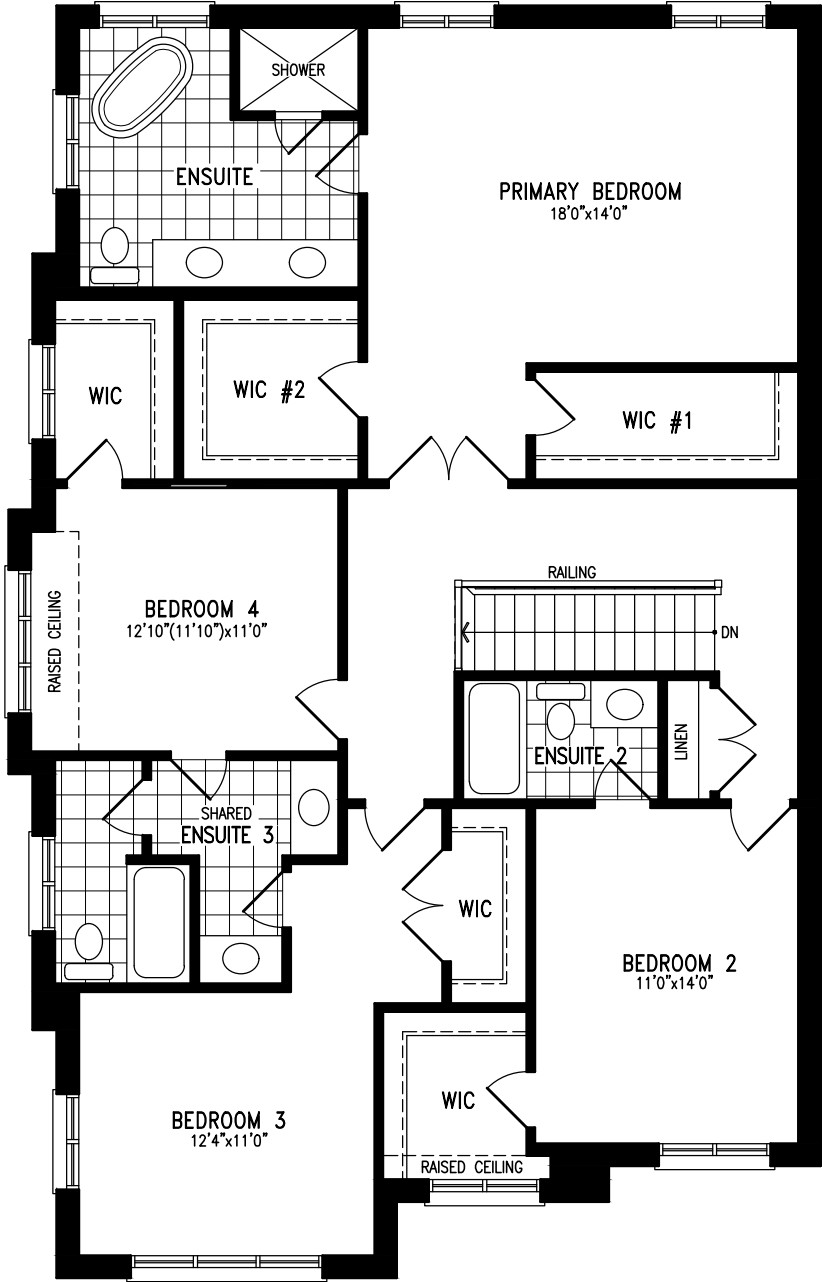 SHOWER
ENSUITE
PRIMARY BEDROOM
18'0"x14'0"
WIC
WIC #2
WIC #1
RAILING
DN
BEDROOM 4
12'10"(11'10")x11'0"
RAISED CEILING
LINEN
ENSUITE 2
SHARED
ENSUITE 3
WIC
BEDROOM 2
11'0"x14'0"
WIC
BEDROOM 3
12'4"x11'0"
RAISED CEILING